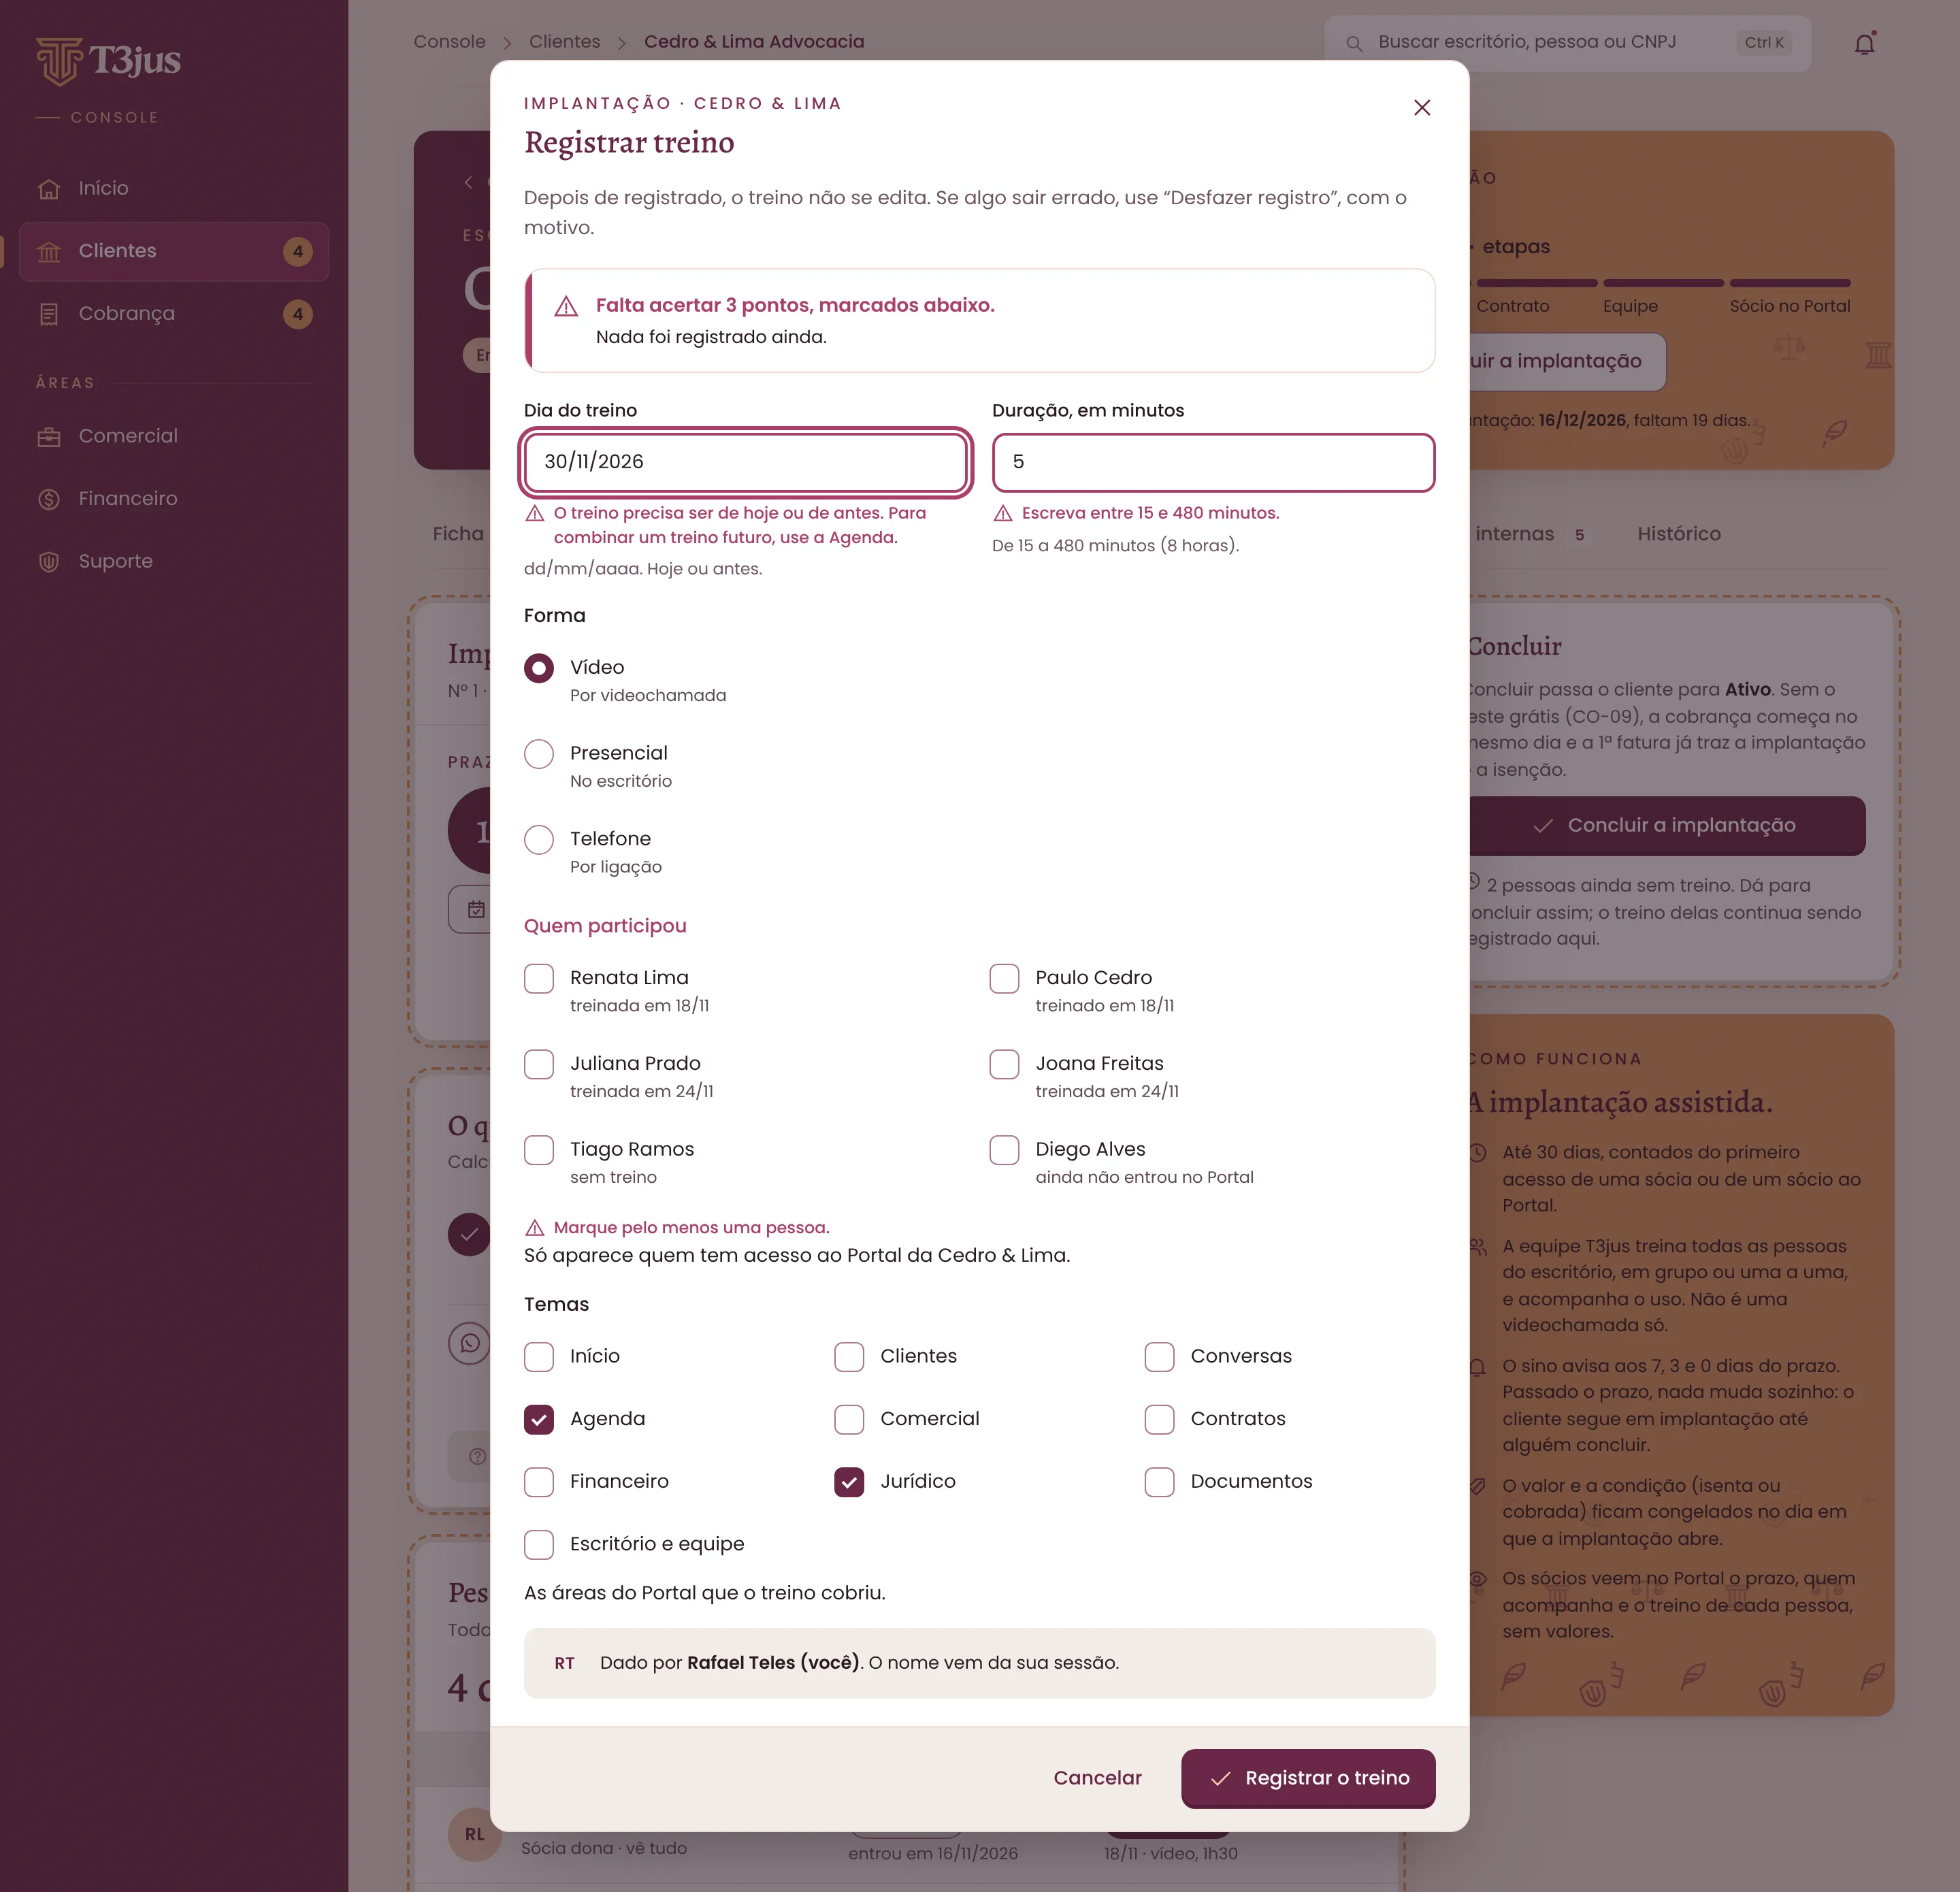 T3jus
CONSOLE
Início
Clientes 4
Cobrança 4
ÁREAS
Comercial
Financeiro
Suporte
Console > Clientes > Cedro & Lima Advocacia
Buscar escritório, pessoa ou CNPJ Ctrl K
IMPLANTAÇÃO · CEDRO & LIMA
Registrar treino
Depois de registrado, o treino não se edita. Se algo sair errado, use “Desfazer registro”, com o
motivo.
Falta acertar 3 pontos, marcados abaixo.
Nada foi registrado ainda.
Dia do treino
30/11/2026
O treino precisa ser de hoje ou de antes. Para
combinar um treino futuro, use a Agenda.
dd/mm/aaaa. Hoje ou antes.
Duração, em minutos
5
Escreva entre 15 e 480 minutos.
De 15 a 480 minutos (8 horas).
Forma
Vídeo
Por videochamada
Presencial
No escritório
Telefone
Por ligação
Quem participou
Renata Lima
treinada em 18/11
Paulo Cedro
treinado em 18/11
Juliana Prado
treinada em 24/11
Joana Freitas
treinada em 24/11
Tiago Ramos
sem treino
Diego Alves
ainda não entrou no Portal
Marque pelo menos uma pessoa.
Só aparece quem tem acesso ao Portal da Cedro & Lima.
Temas
Início
Clientes
Conversas
Agenda
Comercial
Contratos
Financeiro
Jurídico
Documentos
Escritório e equipe
As áreas do Portal que o treino cobriu.
RT Dado por Rafael Teles (você). O nome vem da sua sessão.
Cancelar
Registrar o treino
etapas
Contrato Equipe Sócio no Portal
a implantação
16/12/2026, faltam 19 dias.
Ficha
internas 5 Histórico
Nº 1 ·
Concluir
Concluir passa o cliente para Ativo. Sem o
teste grátis (CO-09), a cobrança começa no
mesmo dia e a 1ª fatura já traz a implantação
a isenção.
Concluir a implantação
2 pessoas ainda sem treino. Dá para
concluir assim; o treino delas continua sendo
registrado aqui.
COMO FUNCIONA
A implantação assistida.
Até 30 dias, contados do primeiro
acesso de uma sócia ou de um sócio ao
Portal.
A equipe T3jus treina todas as pessoas
do escritório, em grupo ou uma a uma,
e acompanha o uso. Não é uma
videochamada só.
O sino avisa aos 7, 3 e 0 dias do prazo.
Passado o prazo, nada muda sozinho: o
cliente segue em implantação até
alguém concluir.
O valor e a condição (isenta ou
cobrada) ficam congelados no dia em
que a implantação abre.
Os sócios veem no Portal o prazo, quem
acompanha e o treino de cada pessoa,
sem valores.
RL
Sócia dona · vê tudo
entrou em 16/11/2026
18/11 · vídeo, 1h30